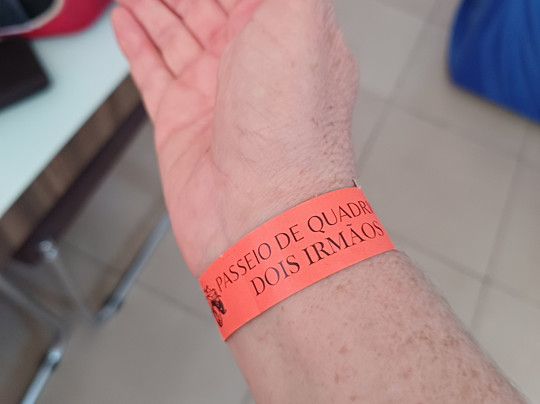 PASSEIO DE QUADRI
DOIS IRMÃOS